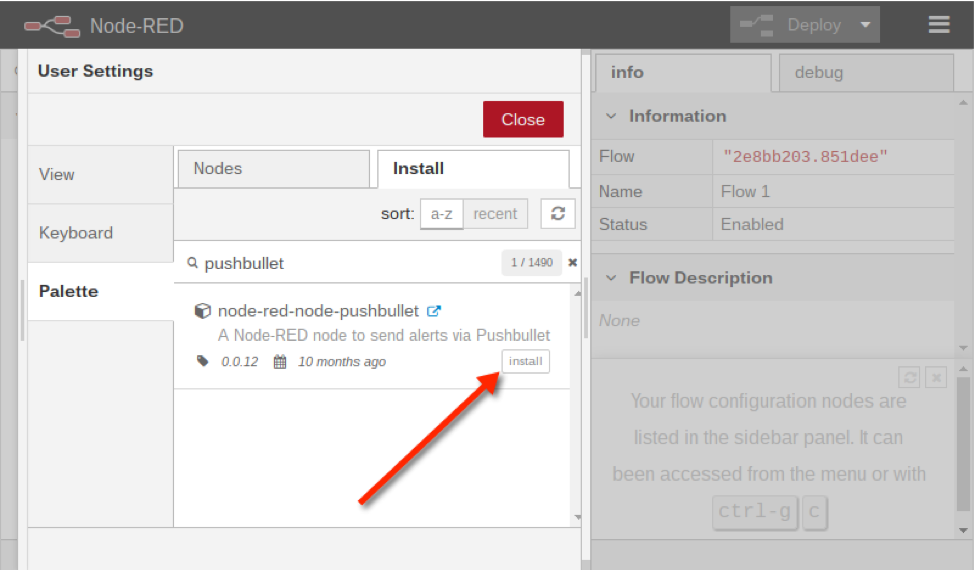 Node-RED
Deploy
User Settings
Close
View
Keyboard
Palette
Nodes
Install
sort: a-z recent
pushbullet
1 / 1490
node-red-node-pushbullet
A Node-RED node to send alerts via Pushbullet
0.0.12 10 months ago
install
info
debug
Information
Flow "2e8bb203.851dee"
Name Flow 1
Status Enabled
Flow Description
None
Your flow configuration nodes are
listed in the sidebar panel. It can
been accessed from the menu or with
ctrl-g c